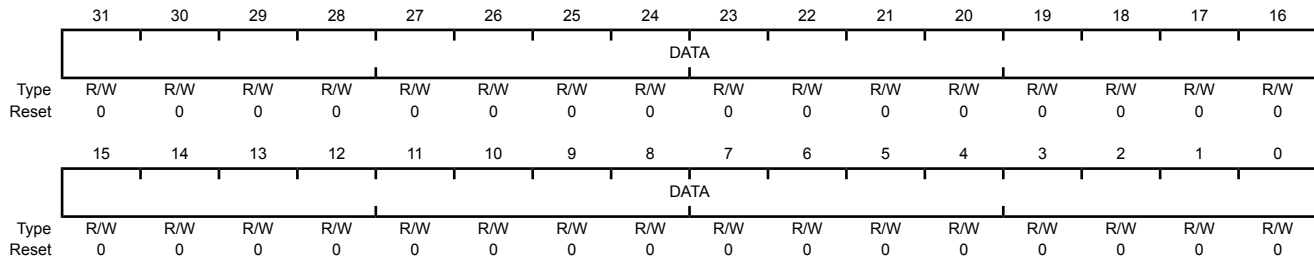 31 30 29 28 27 26 25 24 23 22 21 20 19 18 17 16
DATA
Type R/W R/W R/W R/W R/W R/W R/W R/W R/W R/W R/W R/W R/W R/W R/W R/W
Reset 0 0 0 0 0 0 0 0 0 0 0 0 0 0 0 0
15 14 13 12 11 10 9 8 7 6 5 4 3 2 1 0
DATA
Type R/W R/W R/W R/W R/W R/W R/W R/W R/W R/W R/W R/W R/W R/W R/W R/W
Reset 0 0 0 0 0 0 0 0 0 0 0 0 0 0 0 0